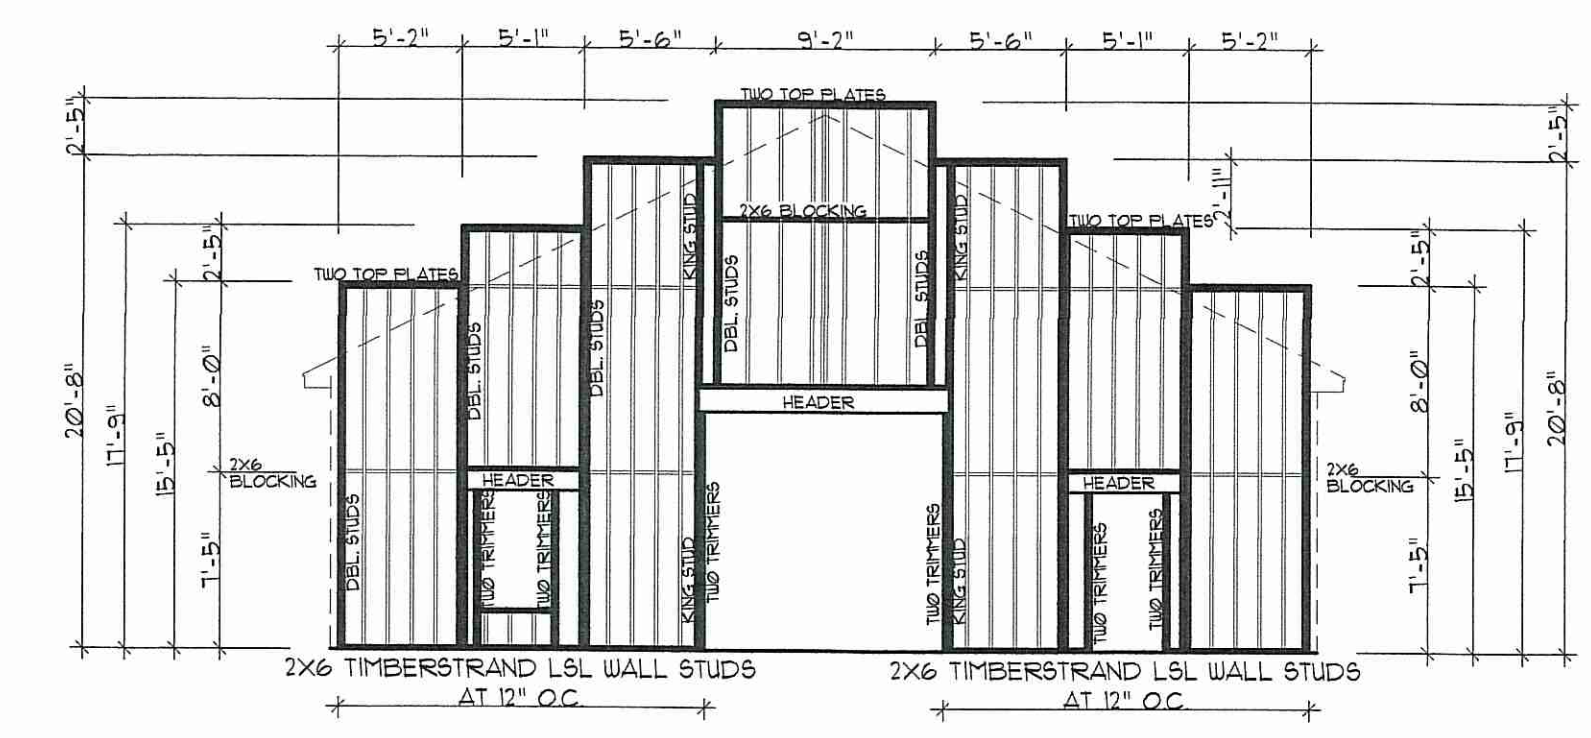 5'-2" 5'-1" 5'-6" 9'-2" 5'-6" 5'-1" 5'-2"
TWO TOP PLATES
2'-5"
2'-5"
2'-11"
2X6 BLOCKING
KING STUD
KING STUD
TWO TOP PLATES
2'-5"
2'-5"
TWO TOP PLATES
DBL. STUDS
DBL. STUDS
DBL. STUDS
DBL. STUDS
20'-8"
17'-9"
15'-5"
8'-0"
8'-0"
15'-5"
17'-9"
20'-8"
HEADER
2X6
BLOCKING
HEADER
HEADER
2X6
BLOCKING
DBL. STUDS
TWO TRIMMERS
TWO TRIMMERS
KING STUD
TWO TRIMMERS
TWO TRIMMERS
KING STUD
TWO TRIMMERS
TWO TRIMMERS
7'-5"
7'-5"
2X6 TIMBERSTRAND LSL WALL STUDS
AT 12" O.C.
2X6 TIMBERSTRAND LSL WALL STUDS
AT 12" O.C.